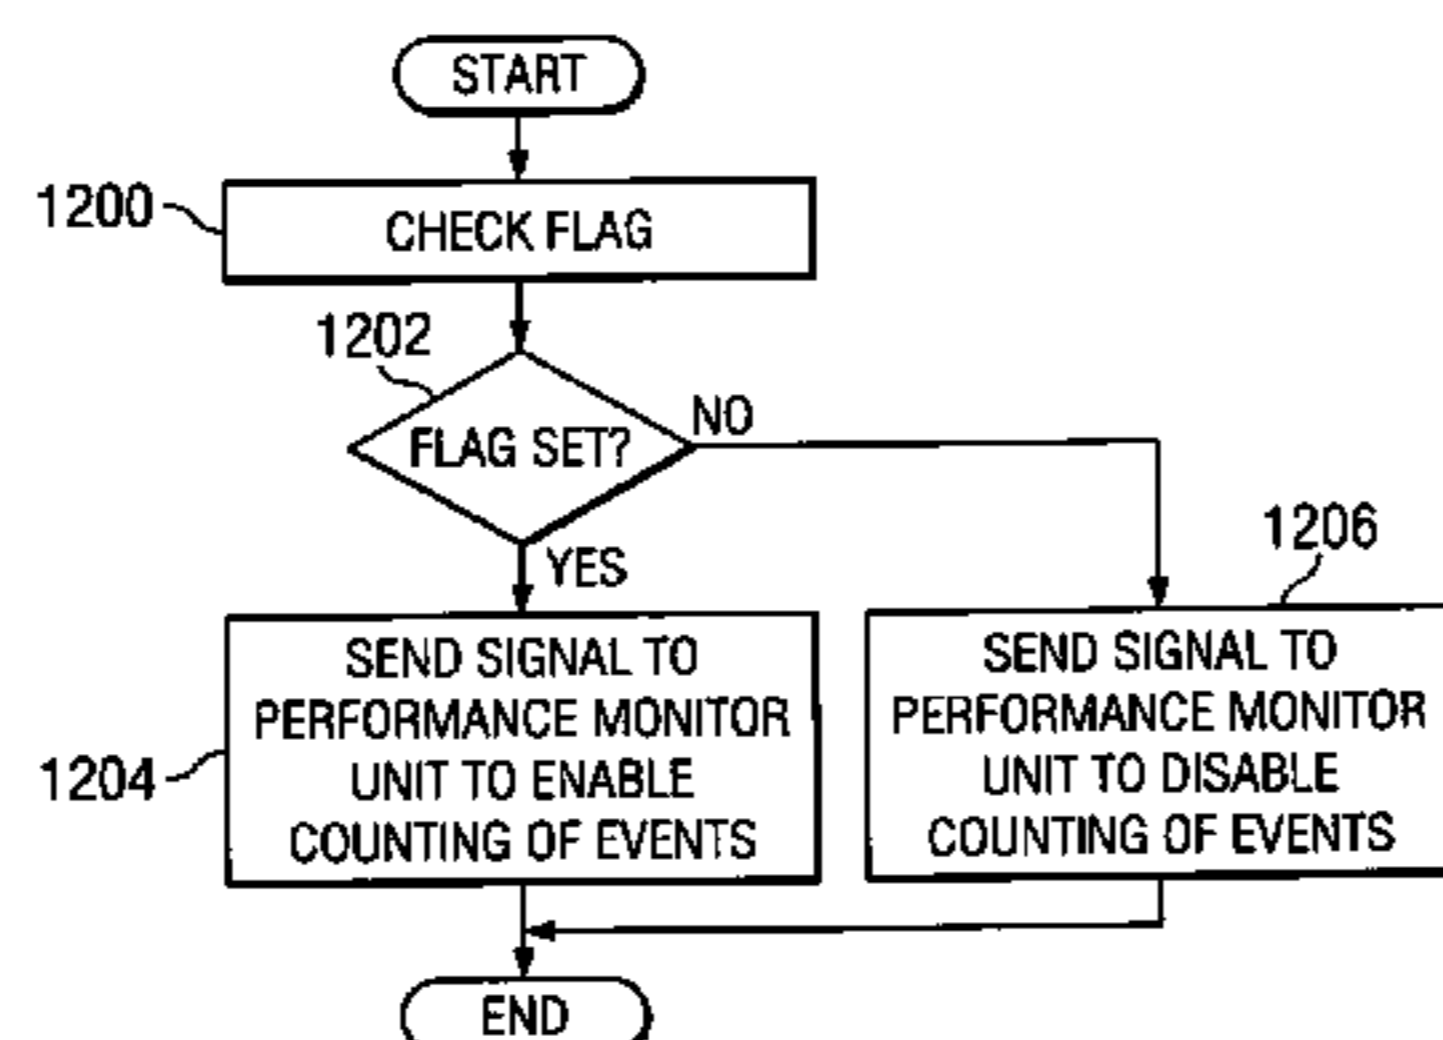 START
1200
CHECK FLAG
1202
FLAG SET?
NO
YES
1206
1204
SEND SIGNAL TO
PERFORMANCE MONITOR
UNIT TO ENABLE
COUNTING OF EVENTS
SEND SIGNAL TO
PERFORMANCE MONITOR
UNIT TO DISABLE
COUNTING OF EVENTS
END